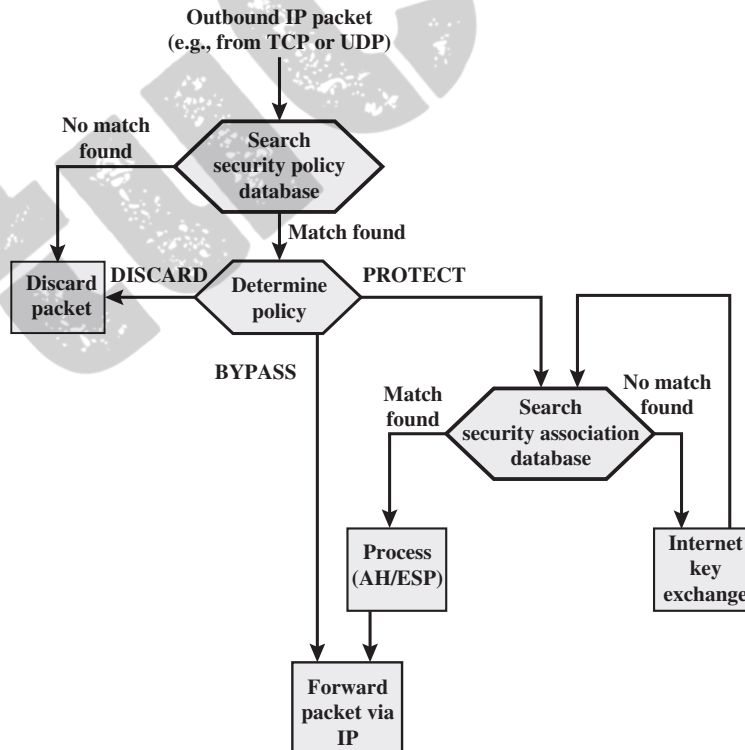 Outbound IP packet
(e.g., from TCP or UDP)
No match
found
Search
security policy
database
Match found
Discard
packet
DISCARD
Determine
policy
PROTECT
BYPASS
Match
found
Search
security association
database
No match
found
Process
(AH/ESP)
Internet
key
exchange
Forward
packet via
IP